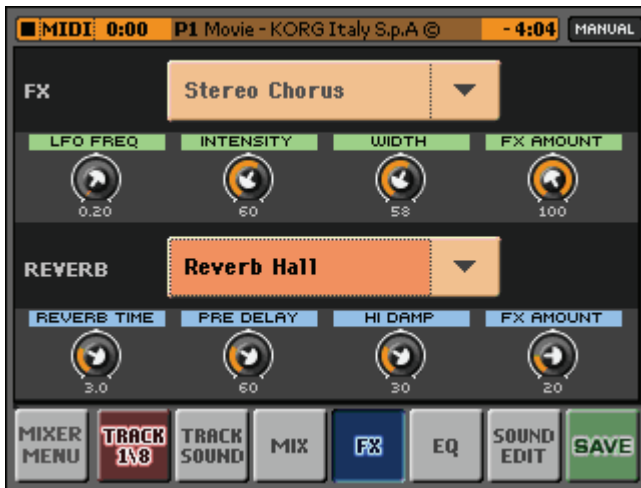 MIDI 0:00 P1 Movie - KORG Italy S.p.A © - 4:04 MANUAL
FX Stereo Chorus
LFO FREQ INTENSITY WIDTH FX AMOUNT
0.20 60 58 100
REVERB Reverb Hall
REVERB TIME PRE DELAY HI DAMP FX AMOUNT
3.0 60 30 20
MIXER MENU TRACK 1\8 TRACK SOUND MIX FX EQ SOUND EDIT SAVE